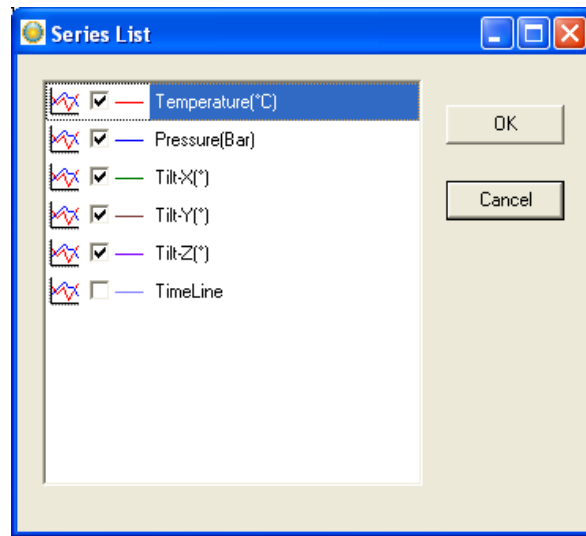 Series List
Temperature(°C)
Pressure(Bar)
Tilt-X(°)
Tilt-Y(°)
Tilt-Z(°)
TimeLine
OK
Cancel